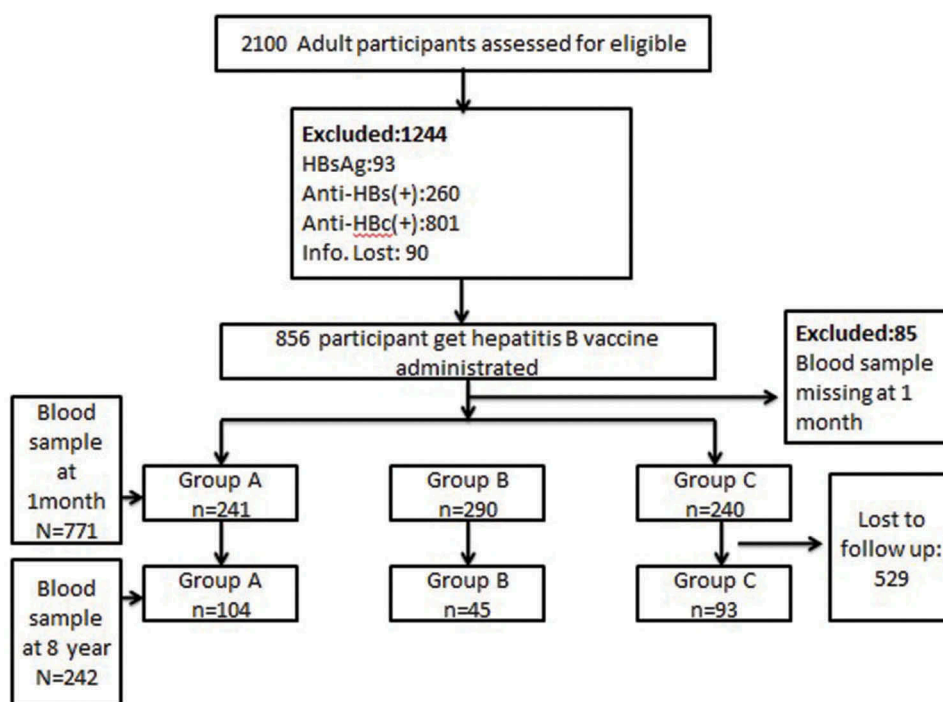 2100 Adult participants assessed for eligible
Excluded:1244
HBsAg:93
Anti-HBs(+):260
Anti-HBc(+):801
Info. Lost: 90
856 participant get hepatitis B vaccine
administrated
Excluded:85
Blood sample
missing at 1
month
Blood
sample
at
1month
N=771
Group A
n=241
Group B
n=290
Group C
n=240
Lost to
follow up:
529
Blood
sample
at 8 year
N=242
Group A
n=104
Group B
n=45
Group C
n=93